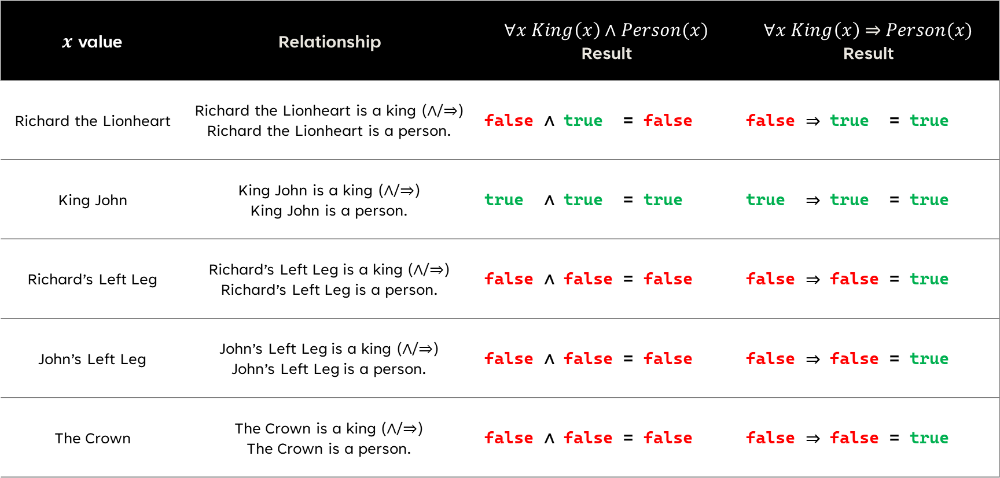 x value
Relationship
∀x King(x) ∧ Person(x)
Result
∀x King(x) ⇒ Person(x)
Result
Richard the Lionheart
Richard the Lionheart is a king (∧/⇒)
Richard the Lionheart is a person.
false ∧ true = false
false ⇒ true = true
King John
King John is a king (∧/⇒)
King John is a person.
true ∧ true = true
true ⇒ true = true
Richard’s Left Leg
Richard’s Left Leg is a king (∧/⇒)
Richard’s Left Leg is a person.
false ∧ false = false
false ⇒ false = true
John’s Left Leg
John’s Left Leg is a king (∧/⇒)
John’s Left Leg is a person.
false ∧ false = false
false ⇒ false = true
The Crown
The Crown is a king (∧/⇒)
The Crown is a person.
false ∧ false = false
false ⇒ false = true